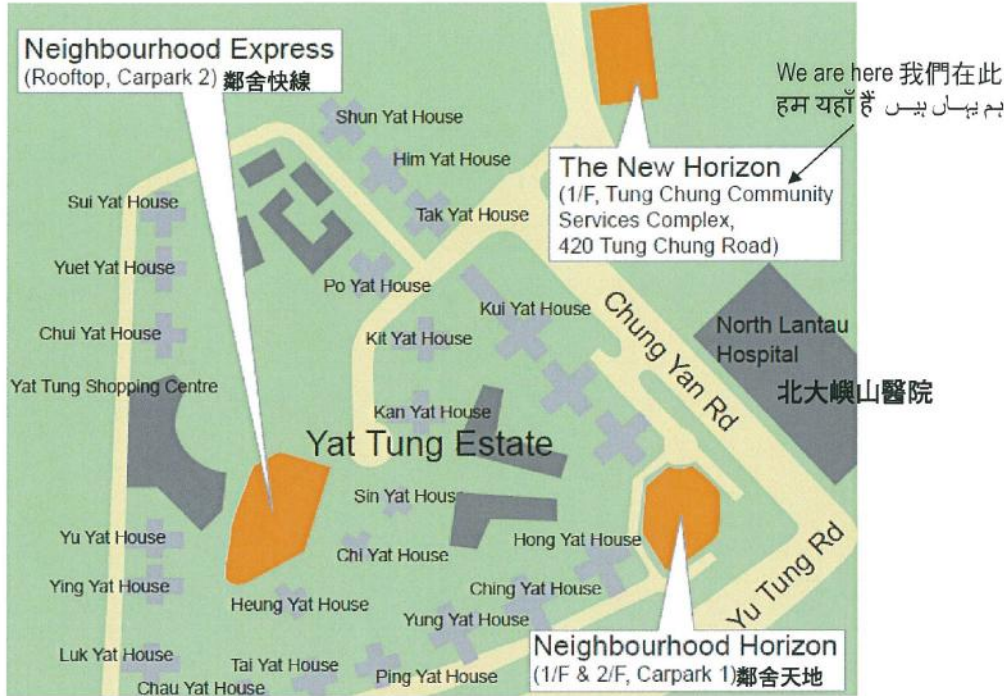 Neighbourhood Express
(Rooftop, Carpark 2) 鄰舍快線
We are here 我們在此
हम यहाँ हैं ہم یہاں ہیں
Shun Yat House
Him Yat House
The New Horizon
(1/F, Tung Chung Community
Services Complex,
420 Tung Chung Road)
Sui Yat House
Tak Yat House
Yuet Yat House
Po Yat House
Kui Yat House
Chung Yan Rd
Chui Yat House
Kit Yat House
North Lantau
Hospital
北大嶼山醫院
Yat Tung Shopping Centre
Kan Yat House
Yat Tung Estate
Sin Yat House
Yu Yat House
Chi Yat House
Hong Yat House
Yu Tung Rd
Ying Yat House
Ching Yat House
Heung Yat House
Yung Yat House
Neighbourhood Horizon
(1/F & 2/F, Carpark 1)鄰舍天地
Luk Yat House
Tai Yat House
Ping Yat House
Chau Yat House